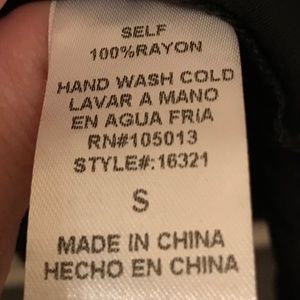 SELF
100%RAYON
HAND WASH COLD
LAVAR A MANO
EN AGUA FRIA
RN#105013
STYLE#:16321
S
MADE IN CHINA
HECHO EN CHINA